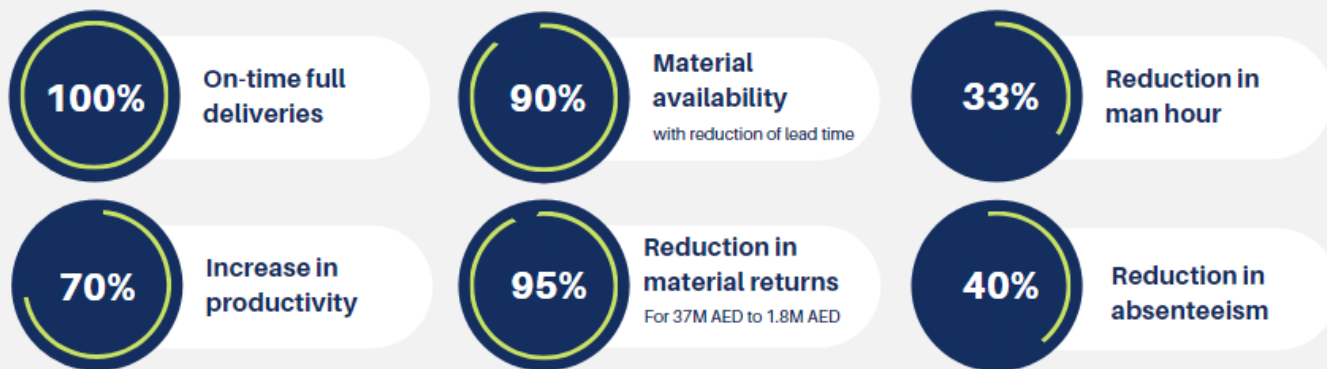 100%
On-time full
deliveries
90%
Material
availability
with reduction of lead time
33%
Reduction in
man hour
70%
Increase in
productivity
95%
Reduction in
material returns
For 37M AED to 1.8M AED
40%
Reduction in
absenteeism